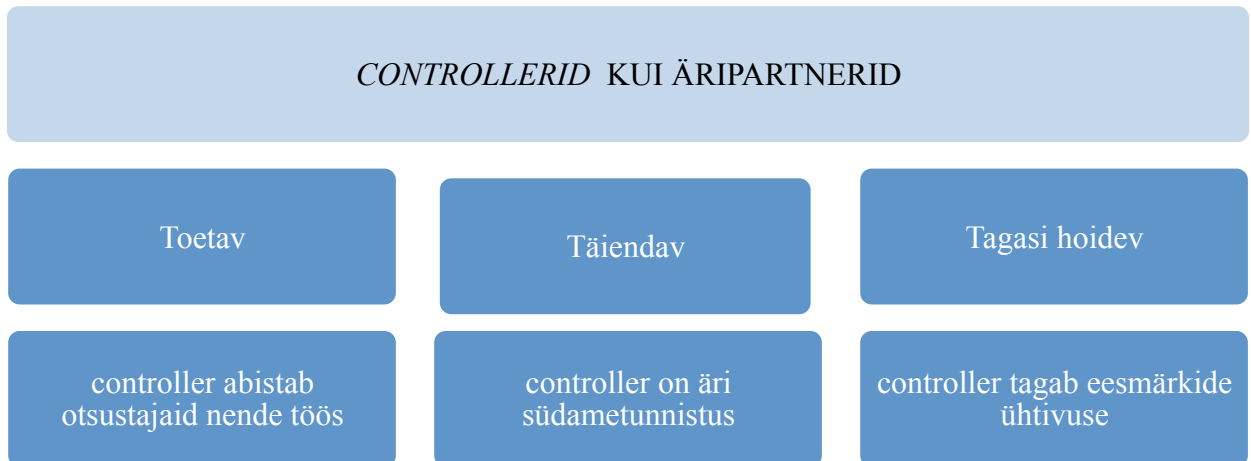 CONTROLLERID KUI ÄRIPARTNERID
Toetav
Täiendav
Tagasi hoidev
controller abistab
otsustajaid nende töös
controller on äri
südametunnistus
controller tagab eesmärkide
ühtivuse